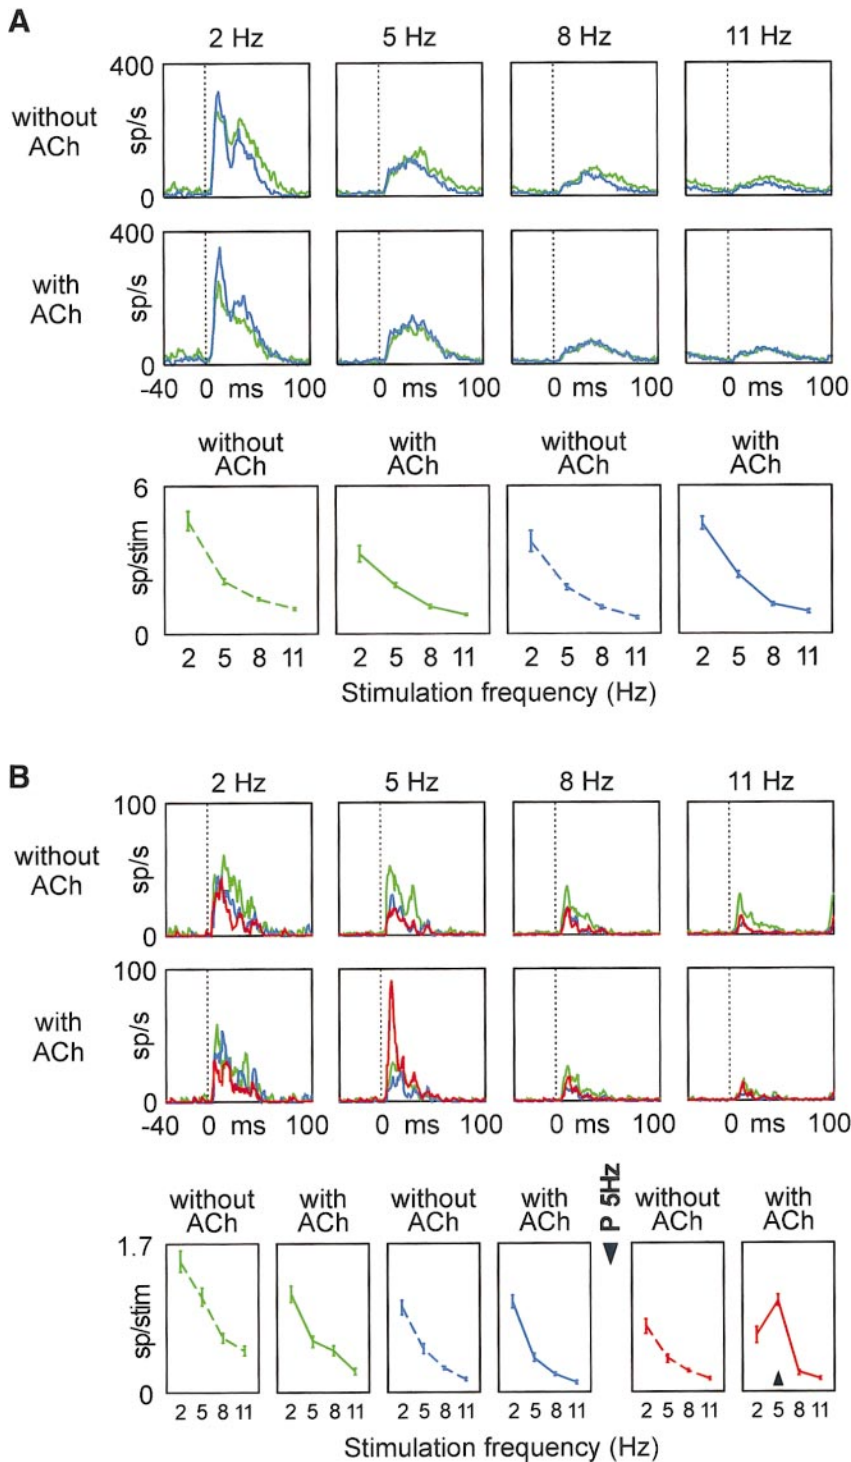 A
2 Hz 5 Hz 8 Hz 11 Hz
without ACh
400
sp/s
0
with ACh
400
sp/s
0
-40 0 ms 100 0 ms 100 0 ms 100 0 ms 100
without ACh with ACh without ACh with ACh
6
sp/stim
0
2 5 8 11 2 5 8 11 2 5 8 11 2 5 8 11
Stimulation frequency (Hz)
B
2 Hz 5 Hz 8 Hz 11 Hz
without ACh
100
sp/s
0
with ACh
100
sp/s
0
-40 0 ms 100 0 ms 100 0 ms 100 0 ms 100
without ACh with ACh without ACh with ACh P 5Hz without ACh with ACh
1.7
sp/stim
0
2 5 8 11 2 5 8 11 2 5 8 11 2 5 8 11 2 5 8 11 2 5 8 11
Stimulation frequency (Hz)